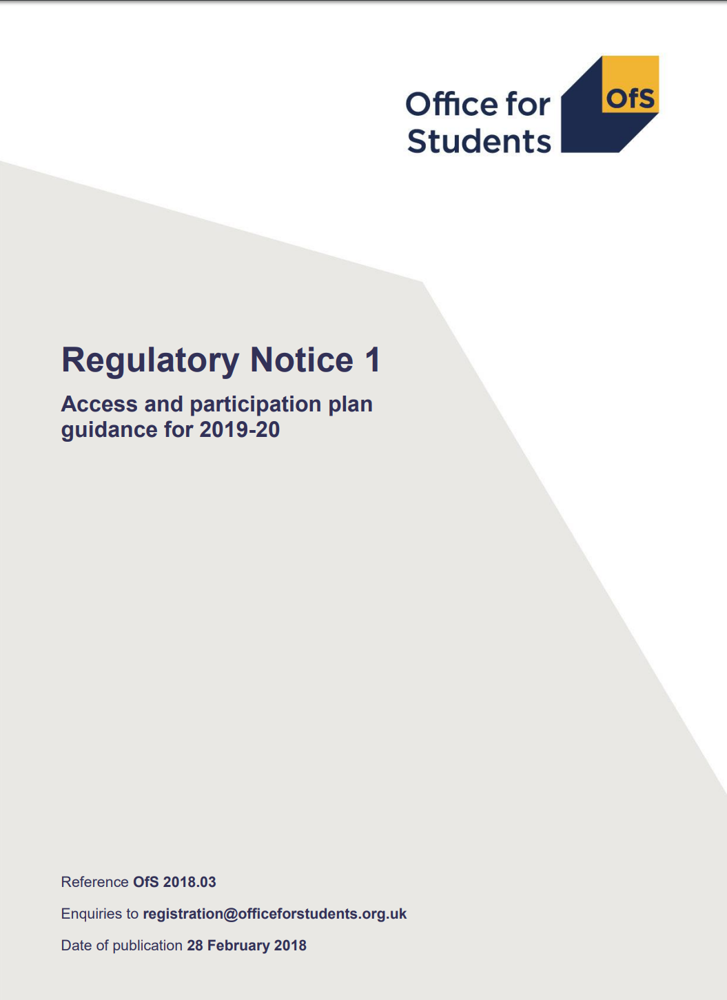 Office for
Students
OfS
Regulatory Notice 1
Access and participation plan
guidance for 2019-20
Reference OfS 2018.03
Enquiries to registration@officeforstudents.org.uk
Date of publication 28 February 2018